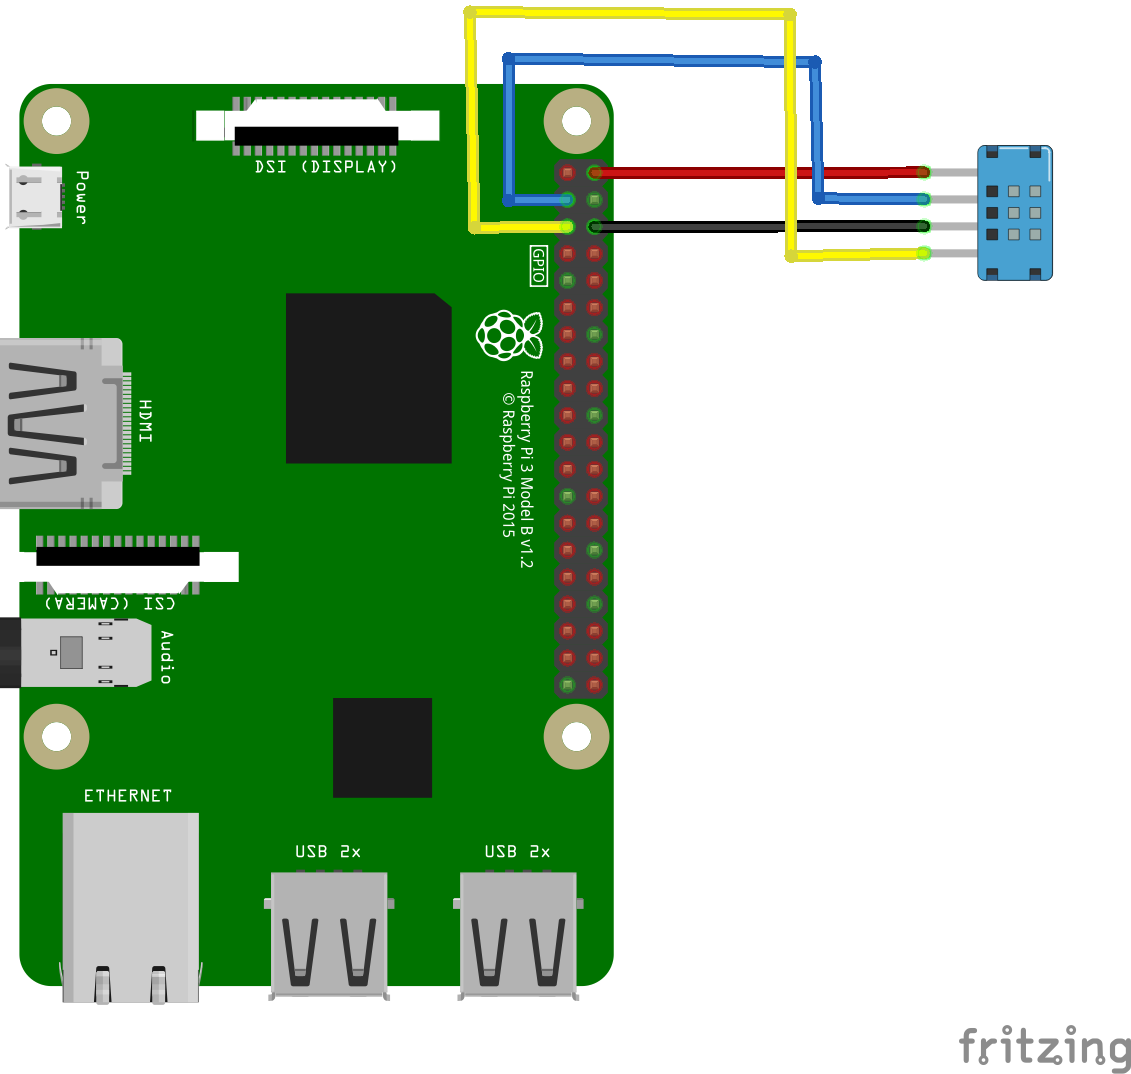 DSI (DISPLAY)
Power
GPIO
Raspberry Pi 3 Model B v1.2
© Raspberry Pi 2015
HDMI
CSI (CAMERA)
Audio
ETHERNET
USB 2x
USB 2x
fritzing